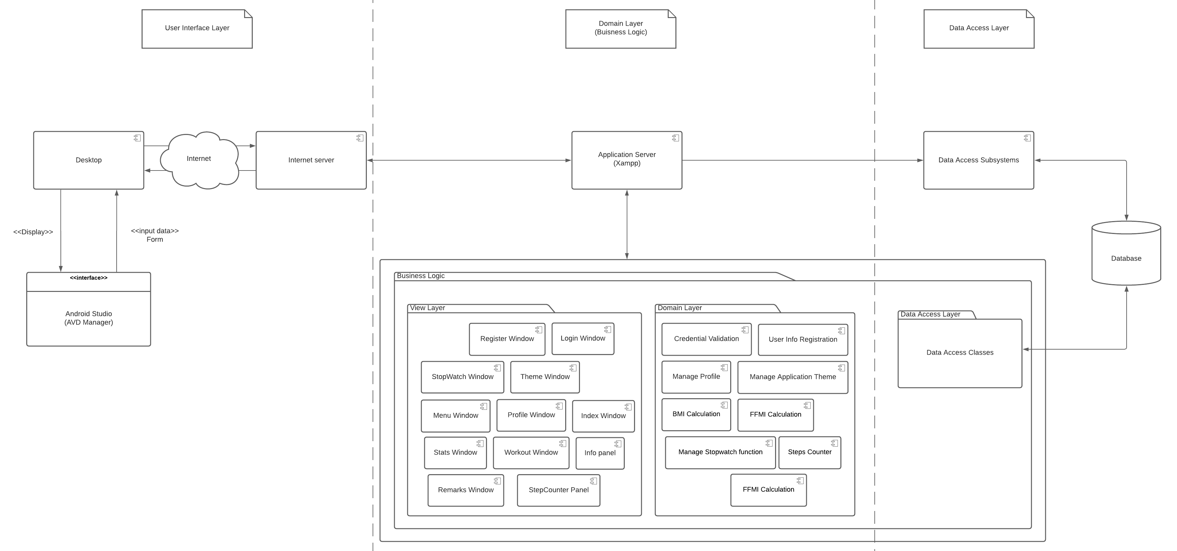 User Interface Layer
Domain Layer
(Buisness Logic)
Data Access Layer
Desktop
Internet
Internet server
Application Server
(Xampp)
Data Access Subsystems
<<Display>>
<<input data>>
Form
Database
<<interface>>
Android Studio
(AVD Manager)
Business Logic
View Layer
Register Window
Login Window
StopWatch Window
Theme Window
Menu Window
Profile Window
Index Window
Stats Window
Workout Window
Info panel
Remarks Window
StepCounter Panel
Domain Layer
Credential Validation
User Info Registration
Manage Profile
Manage Application Theme
BMI Calculation
FFMI Calculation
Manage Stopwatch function
Steps Counter
FFMI Calculation
Data Access Layer
Data Access Classes